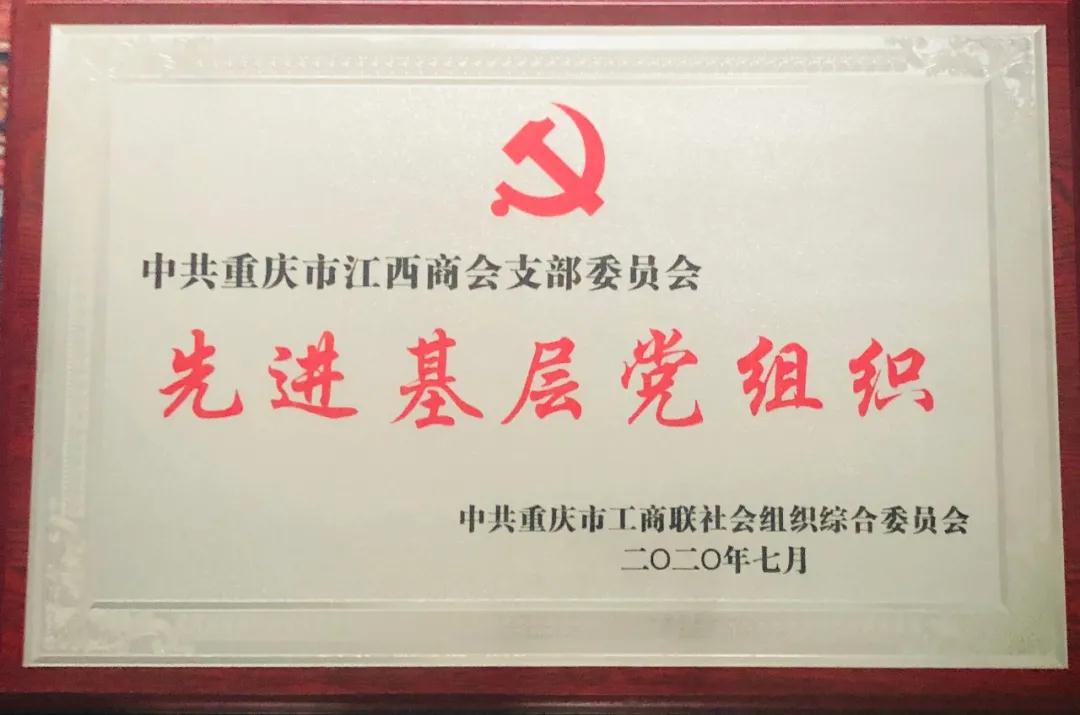 中共重庆市江西商会支部委员会
先进基层党组织
中共重庆市工商联社会组织综合委员会
二〇二〇年七月